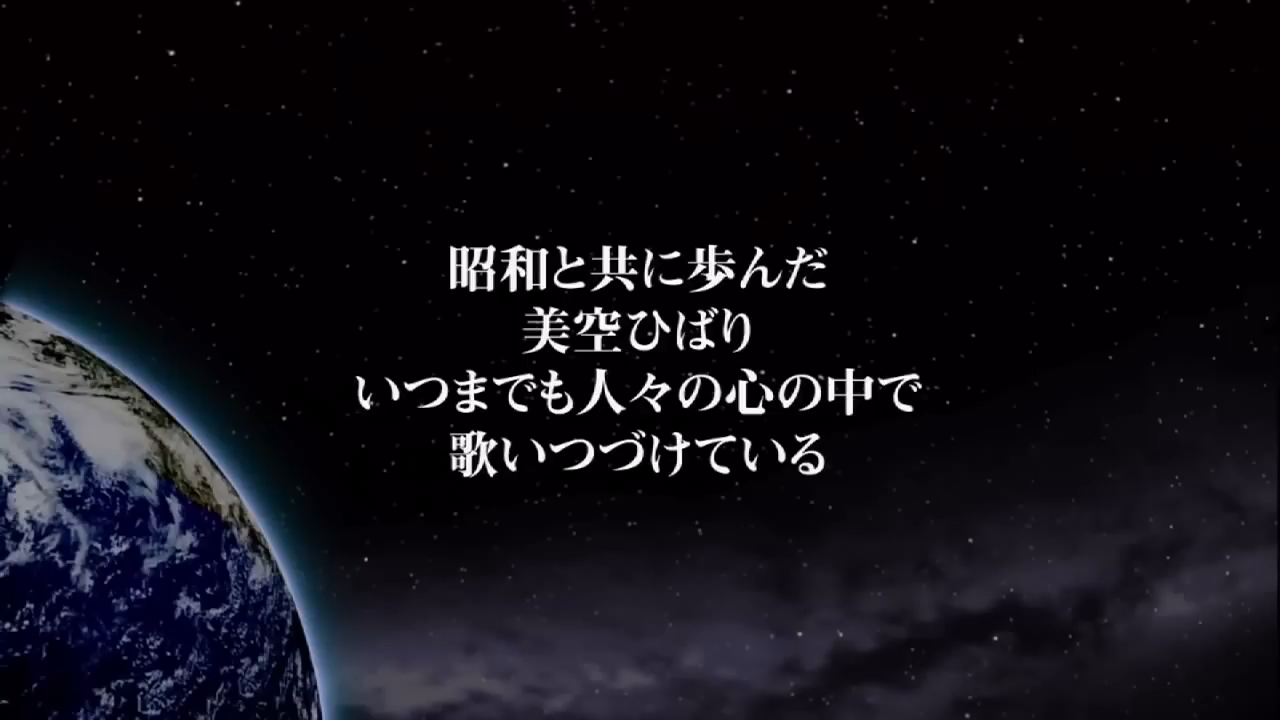 昭和と共に歩んだ
美空ひばり
いつまでも人々の心の中で
歌いつづけている